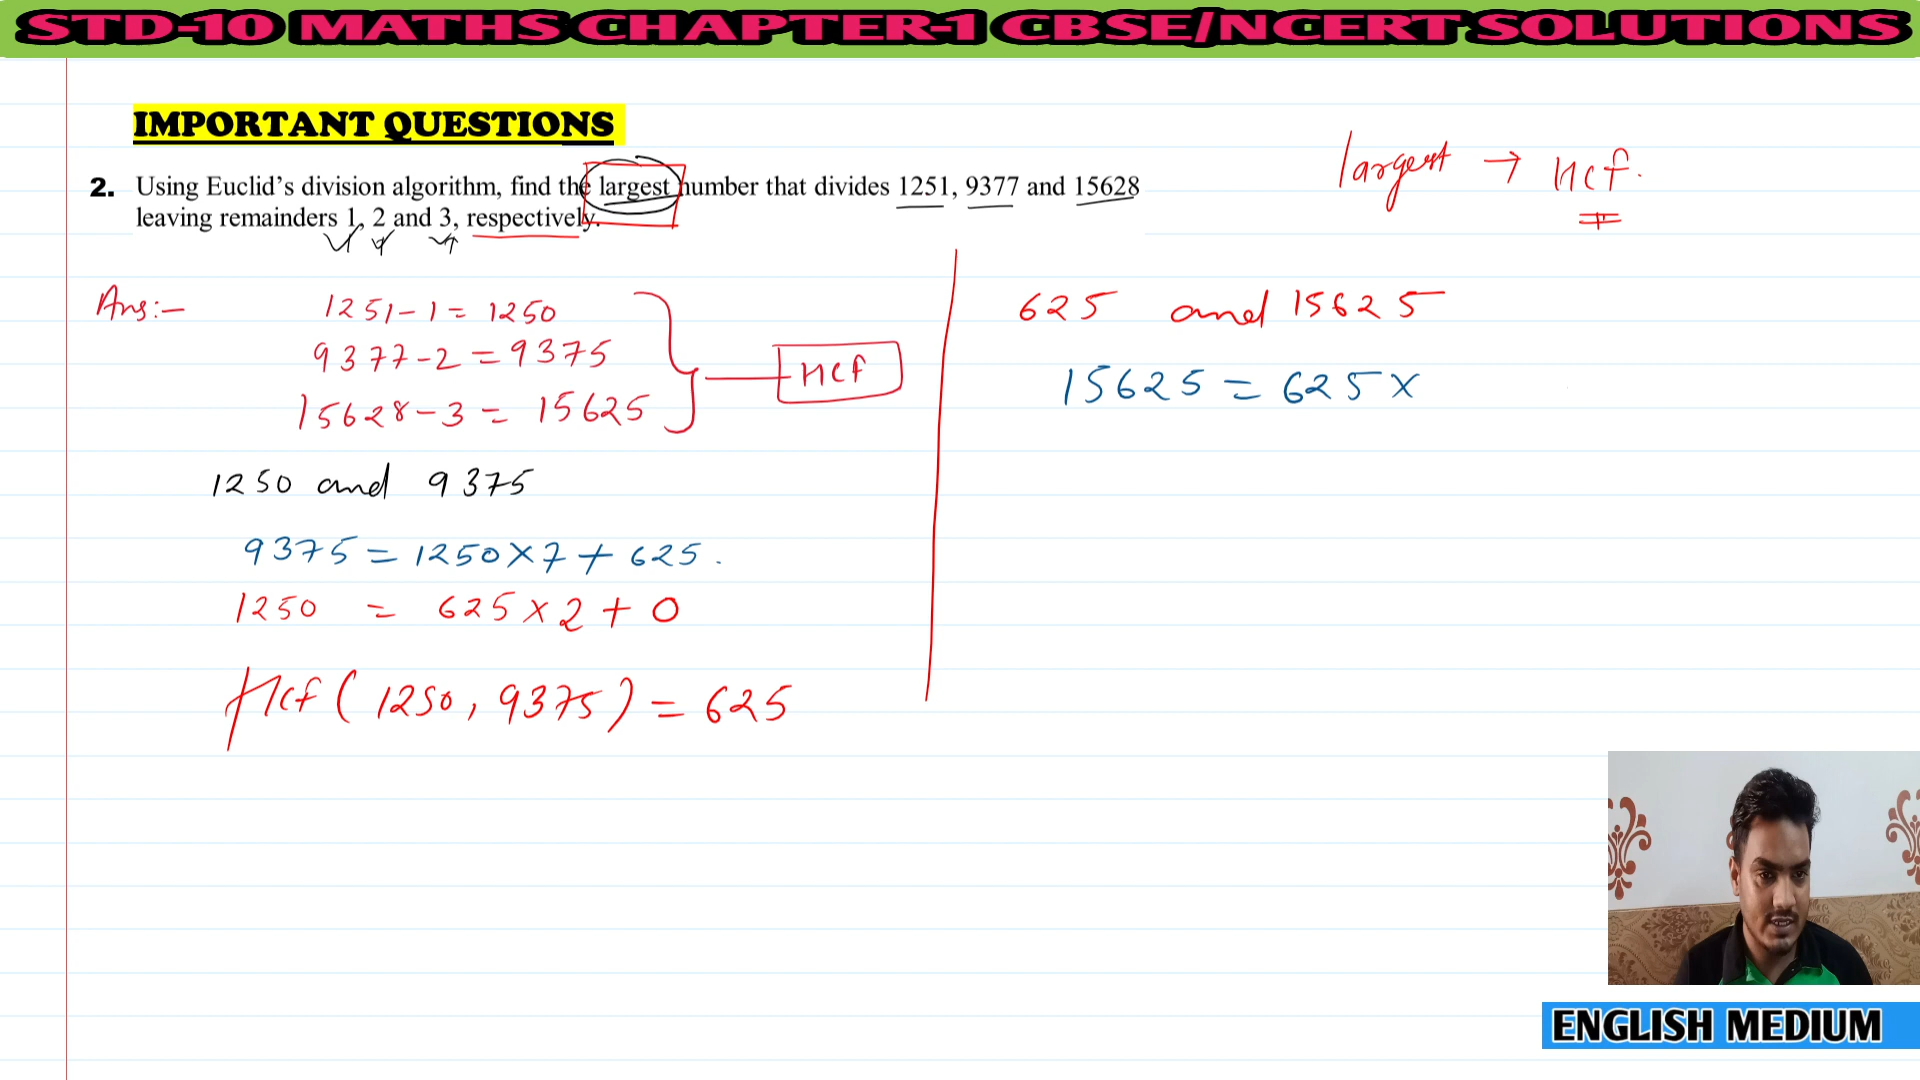 STD-10 MATHS CHAPTER-1 CBSE/NCERT SOLUTIONS
IMPORTANT QUESTIONS
2. Using Euclid's division algorithm, find the largest number that divides 1251, 9377 and 15628
leaving remainders 1, 2 and 3, respectively.
largest → HCF.
Ans:-
1251-1 = 1250
9377-2 = 9375
15628-3 = 15625
HCF
1250 and 9375
9375 = 1250×7+625.
1250 = 625×2+0
HCF(1250, 9375) = 625
625 and 15625
15625 = 625×
ENGLISH MEDIUM